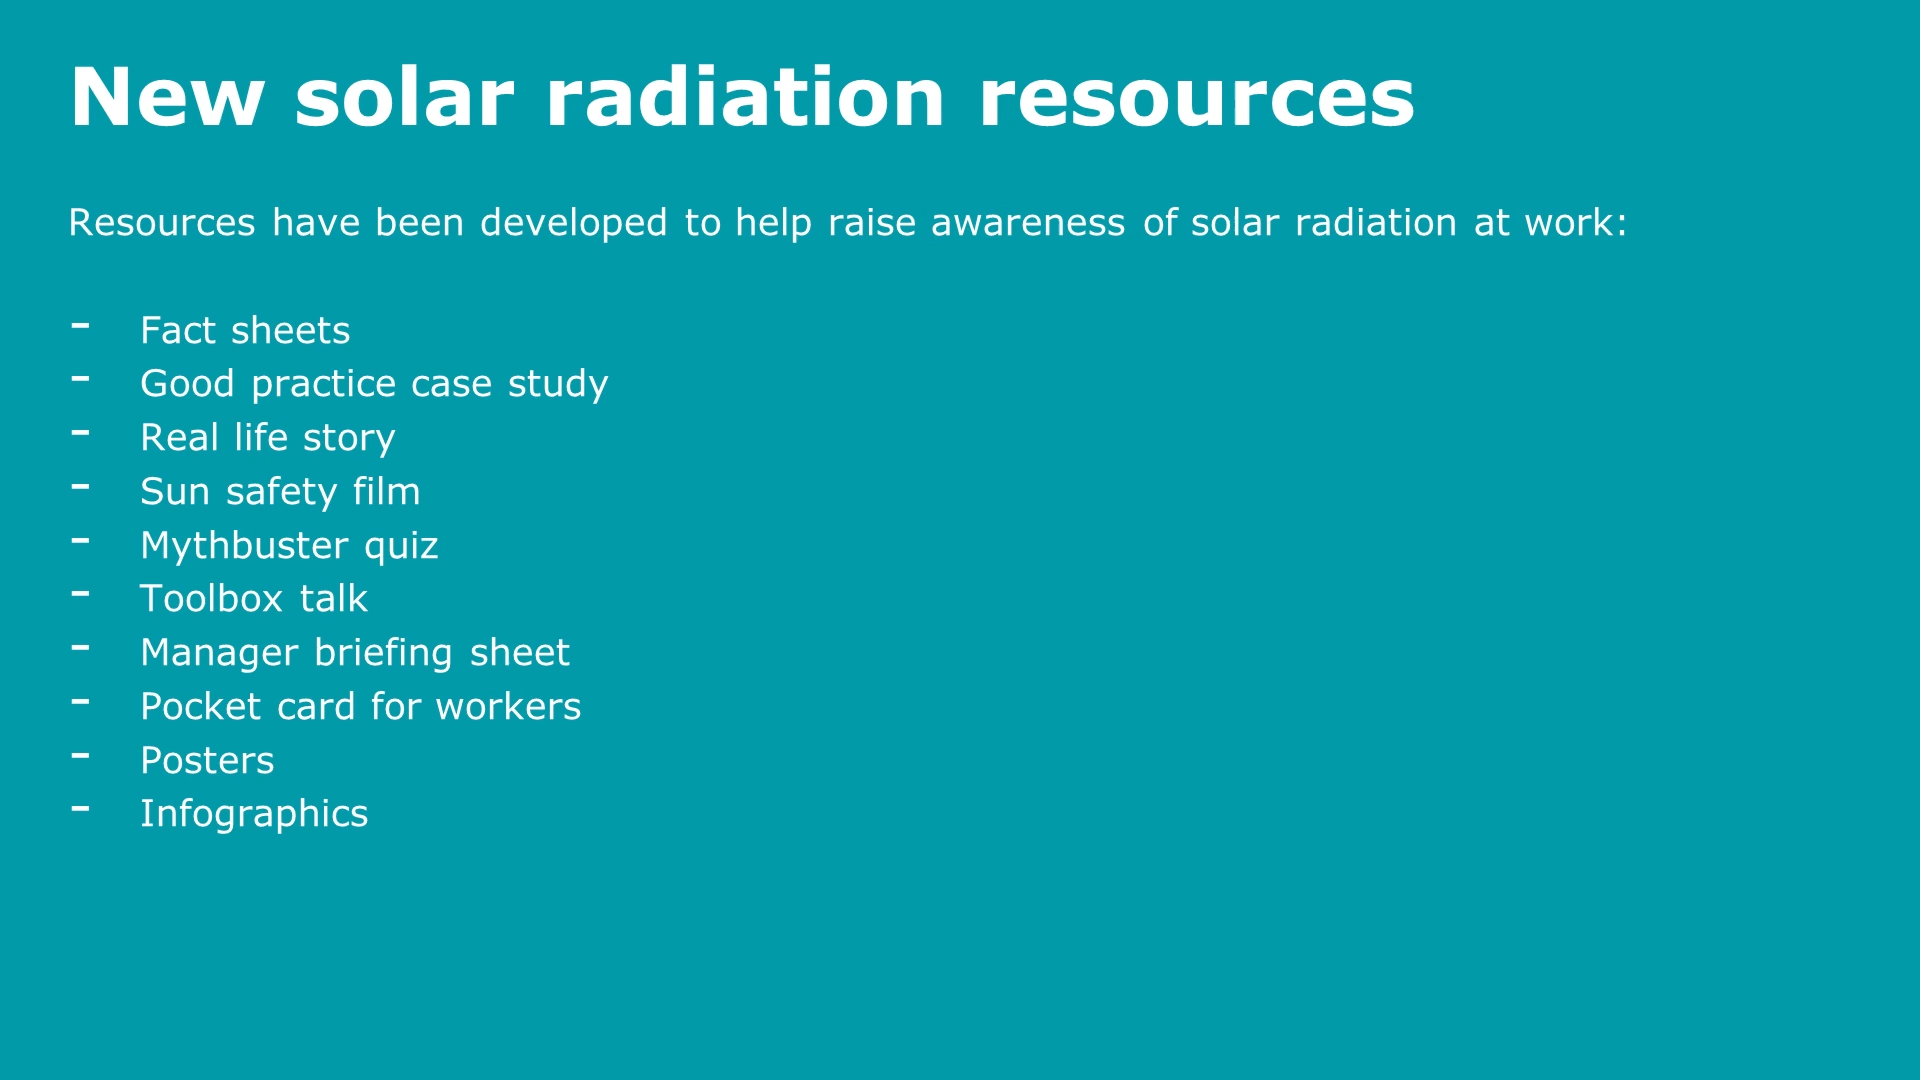 New solar radiation resources
Resources have been developed to help raise awareness of solar radiation at work:
- Fact sheets
- Good practice case study
- Real life story
- Sun safety film
- Mythbuster quiz
- Toolbox talk
- Manager briefing sheet
- Pocket card for workers
- Posters
- Infographics